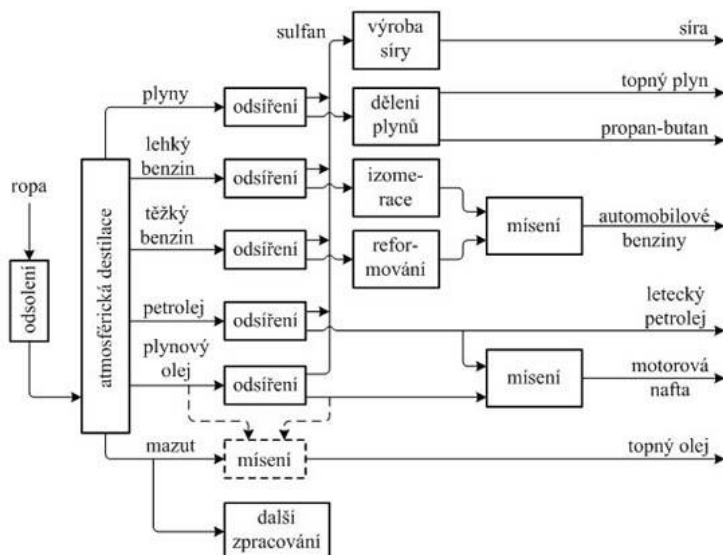 sulfan
výroba
síry
síra
plyny
odsíření
dělení
plynů
topný plyn
propan-butan
lehký
benzin
odsíření
izome-
race
ropa
těžký
benzin
odsíření
refor-
mování
mísení
automobilové
benziny
odsolení
atmosférická destilace
petrolej
odsíření
letecký
petrolej
plynový
olej
odsíření
mísení
motorová
nafta
mazut
mísení
topný olej
další
zpracování